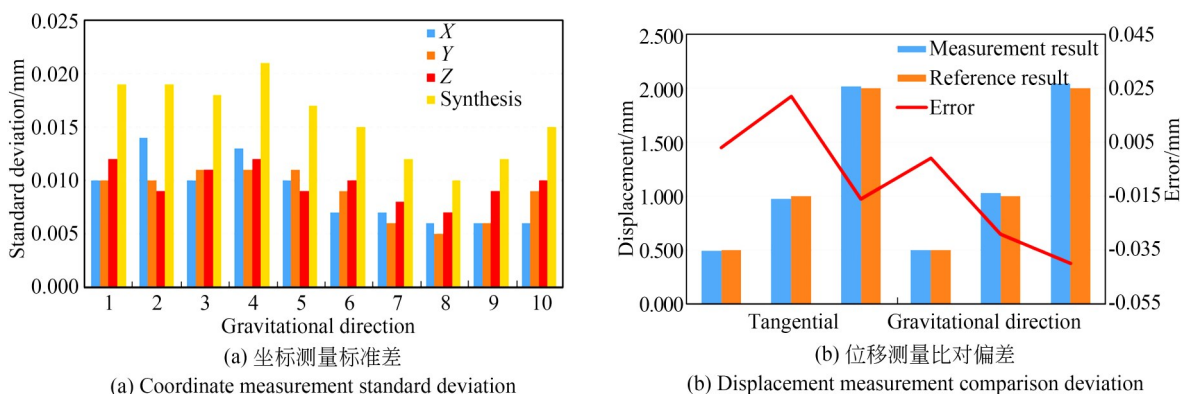 0.025
0.020
0.015
0.010
0.005
0.000
Standard deviation/mm
X
Y
Z
Synthesis
1 2 3 4 5 6 7 8 9 10
Gravitational direction
(a) 坐标测量标准差
(a) Coordinate measurement standard deviation
2.500
2.000
1.500
1.000
0.500
0.000
Displacement/mm
Measurement result
Reference result
Error
0.045
0.025
0.005
-0.015
-0.035
-0.055
Error/mm
Tangential Gravitational direction
(b) 位移测量比对偏差
(b) Displacement measurement comparison deviation